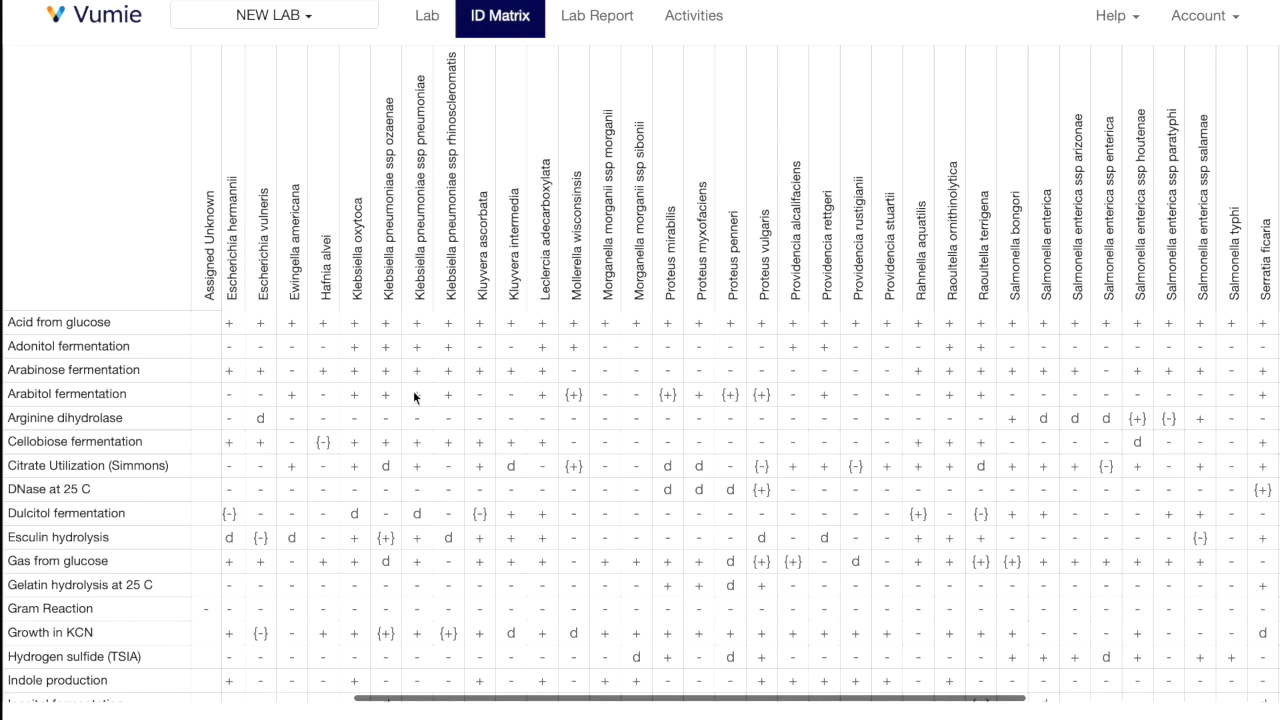 Vumie
NEW LAB
Lab
ID Matrix
Lab Report
Activities
Help
Account
Assigned Unknown
Escherichia hermannii
Escherichia vulneris
Ewingella americana
Hafnia alvei
Klebsiella oxytoca
Klebsiella pneumoniae ssp ozaenae
Klebsiella pneumoniae ssp pneumoniae
Klebsiella pneumoniae ssp rhinoscleromatis
Kluyvera ascorbata
Kluyvera intermedia
Leclercia adecarboxylata
Mollerella wisconsinsis
Morganella morganii ssp morganii
Morganella morganii ssp sibonii
Proteus mirabilis
Proteus myxofaciens
Proteus penneri
Proteus vulgaris
Providencia alcalifaciens
Providencia rettgeri
Providencia rustigianii
Providencia stuartii
Rahnella aquatilis
Raoultella ornithinolytica
Raoultella terrigena
Salmonella bongori
Salmonella enterica
Salmonella enterica ssp arizonae
Salmonella enterica ssp enterica
Salmonella enterica ssp houtenae
Salmonella enterica ssp paratyphi
Salmonella enterica ssp salamae
Salmonella typhi
Serratia ficaria
Acid from glucose + + + + + + + + + + + + + + + + + + + + + + + + + + + + + + + + + +
Adonitol fermentation - - - - + + + + - - + + - - - - - - + + - - - + + - - - - - - - - -
Arabinose fermentation + + - + + + + + + + + - - - - - - - - - - - + + + + + + - + + + - +
Arabitol fermentation - - + - + + + + - - + {+} - - {+} + {+} {+} - + - - - + + - - - - - - - - +
Arginine dihydrolase - d - - - - - - - - - - - - - - - - - - - - - - - + d d d {+} {-} + - -
Cellobiose fermentation + + - {-} + + + + + + + - - - - - - - - - - - + + + - - - - d - - - +
Citrate Utilization (Simmons) - - + - + d + - + d - {+} - - d d - {-} + + {-} + + + d + + + {-} + - + - +
DNase at 25 C - - - - - - - - - - - - - - d d d {+} - - - - - - - - - - - - - - - {+}
Dulcitol fermentation {-} - - - d - d - {-} + + - - - - - - - - - - - {+} - {-} + + - - - + + - -
Esculin hydrolysis d {-} d - + {+} + d + + + - - - - - - d - d - - + + + - - - - - - {-} - +
Gas from glucose + + - + + d + - + + + - + + + + d {+} {+} - d - + + {+} {+} + + + + + + - -
Gelatin hydrolysis at 25 C - - - - - - - - - - - - - - + + d + - - - - - - - - - - - - - - - +
Gram Reaction - - - - - - - - - - - - - - - - - - - - - - - - - - - - - - - - - - -
Growth in KCN + {-} - + + {+} + {+} + d + d + + + + + + + + + + - + + + - - - + - - - d
Hydrogen sulfide (TSIA) - - - - - - - - - - - - - d + - d + - - - - - - - + + + d + - + + -
Indole production + - - - + - - - + - + - + + - - - + + + + + - + - - - - - - - - - -